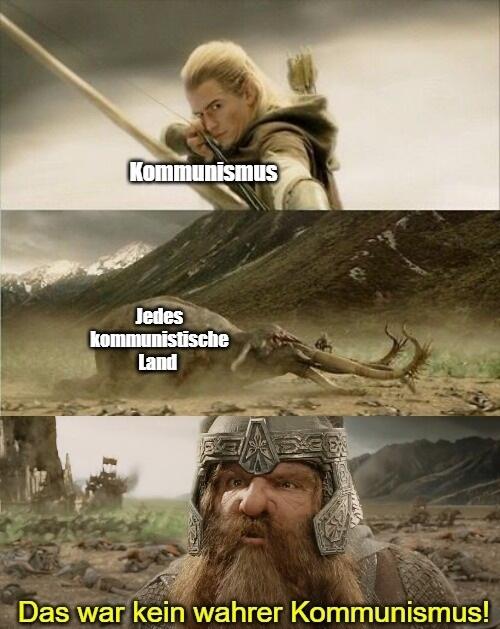 Kommunismus
Jedes
kommunistische
Land
Das war kein wahrer Kommunismus!